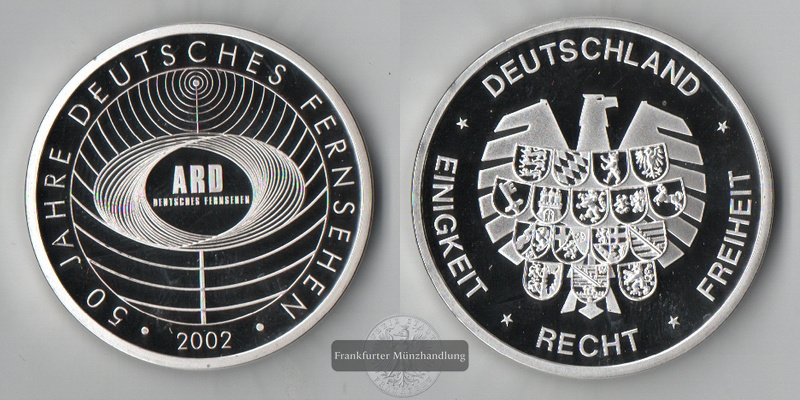 50 JAHRE DEUTSCHES FERNSEHEN
ARD
DEUTSCHES FERNSEHEN
2002
DEUTSCHLAND
EINIGKEIT
RECHT
FREIHEIT
Frankfurter Münzhandlung